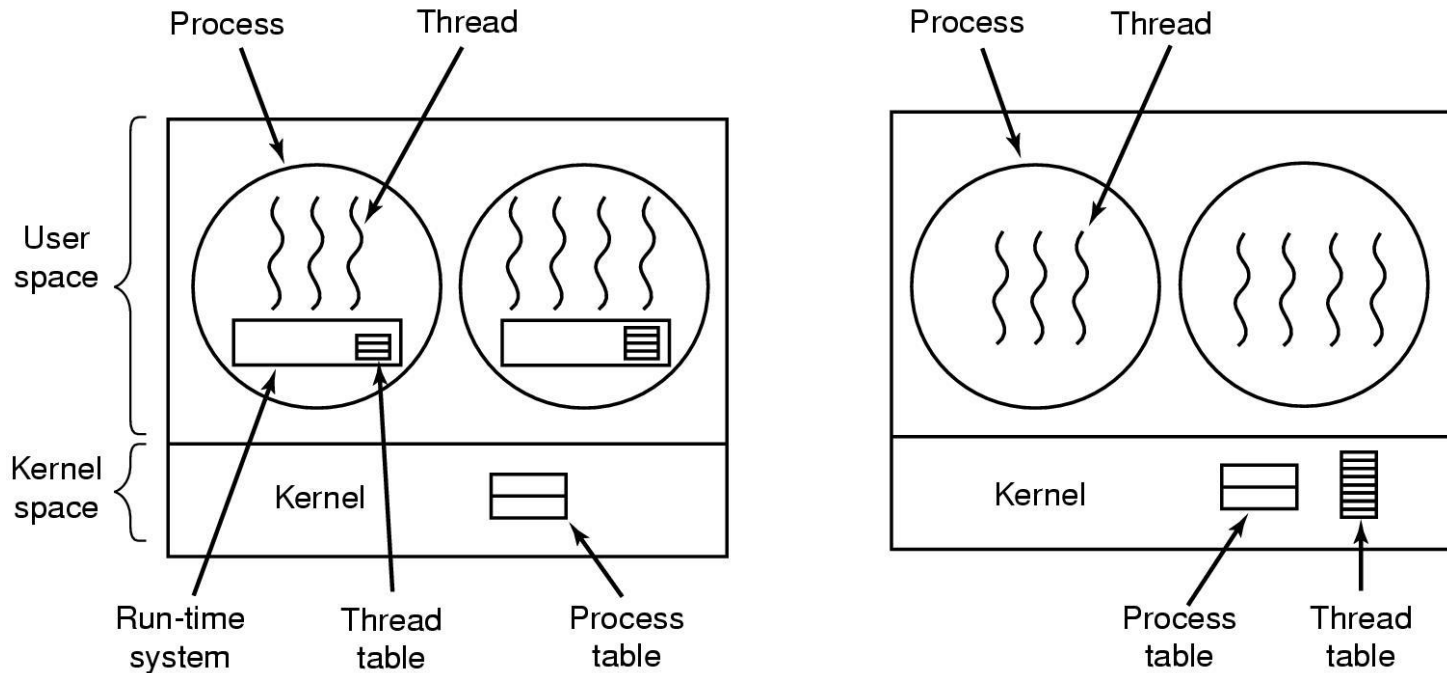 Process
Thread
User
space
Kernel
space
Kernel
Run-time
system
Thread
table
Process
table
Process
Thread
Kernel
Process
table
Thread
table